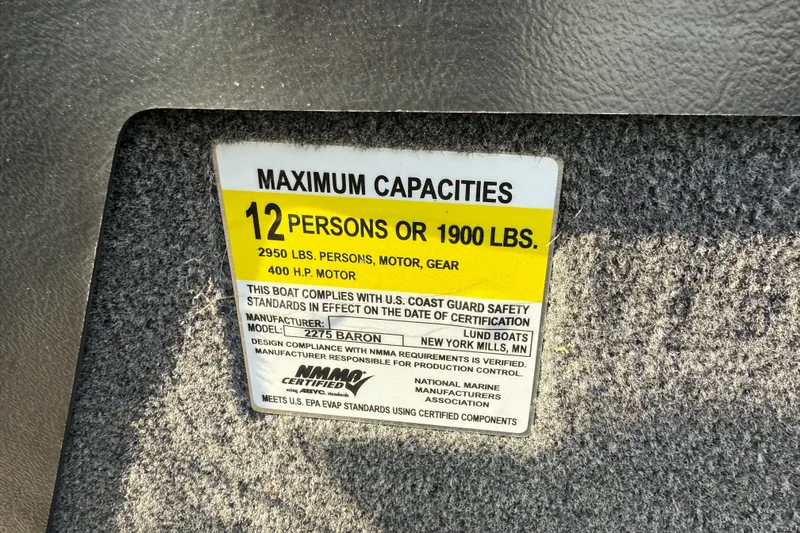 MAXIMUM CAPACITIES
12 PERSONS OR 1900 LBS.
2950 LBS. PERSONS, MOTOR, GEAR
400 H.P. MOTOR
THIS BOAT COMPLIES WITH U.S. COAST GUARD SAFETY
STANDARDS IN EFFECT ON THE DATE OF CERTIFICATION
MANUFACTURER: LUND BOATS
MODEL: 2275 BARON NEW YORK MILLS, MN
DESIGN COMPLIANCE WITH NMMA REQUIREMENTS IS VERIFIED.
MANUFACTURER RESPONSIBLE FOR PRODUCTION CONTROL.
NMMA
CERTIFIED
using ABYC standards
NATIONAL MARINE
MANUFACTURERS
ASSOCIATION
MEETS U.S. EPA EVAP STANDARDS USING CERTIFIED COMPONENTS